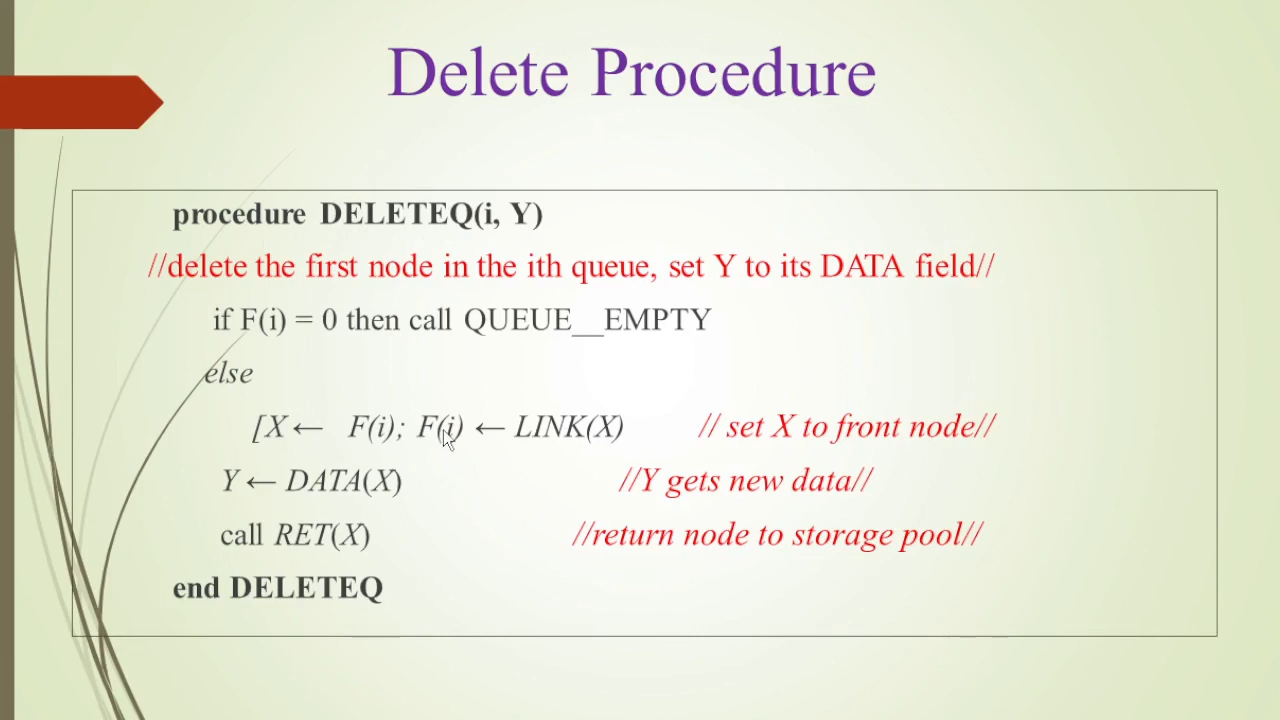 Delete Procedure
procedure DELETEQ(i, Y)
//delete the first node in the ith queue, set Y to its DATA field//
if F(i) = 0 then call QUEUE__EMPTY
else
[X ← F(i); F(i) ← LINK(X) // set X to front node//
Y ← DATA(X) //Y gets new data//
call RET(X) //return node to storage pool//
end DELETEQ